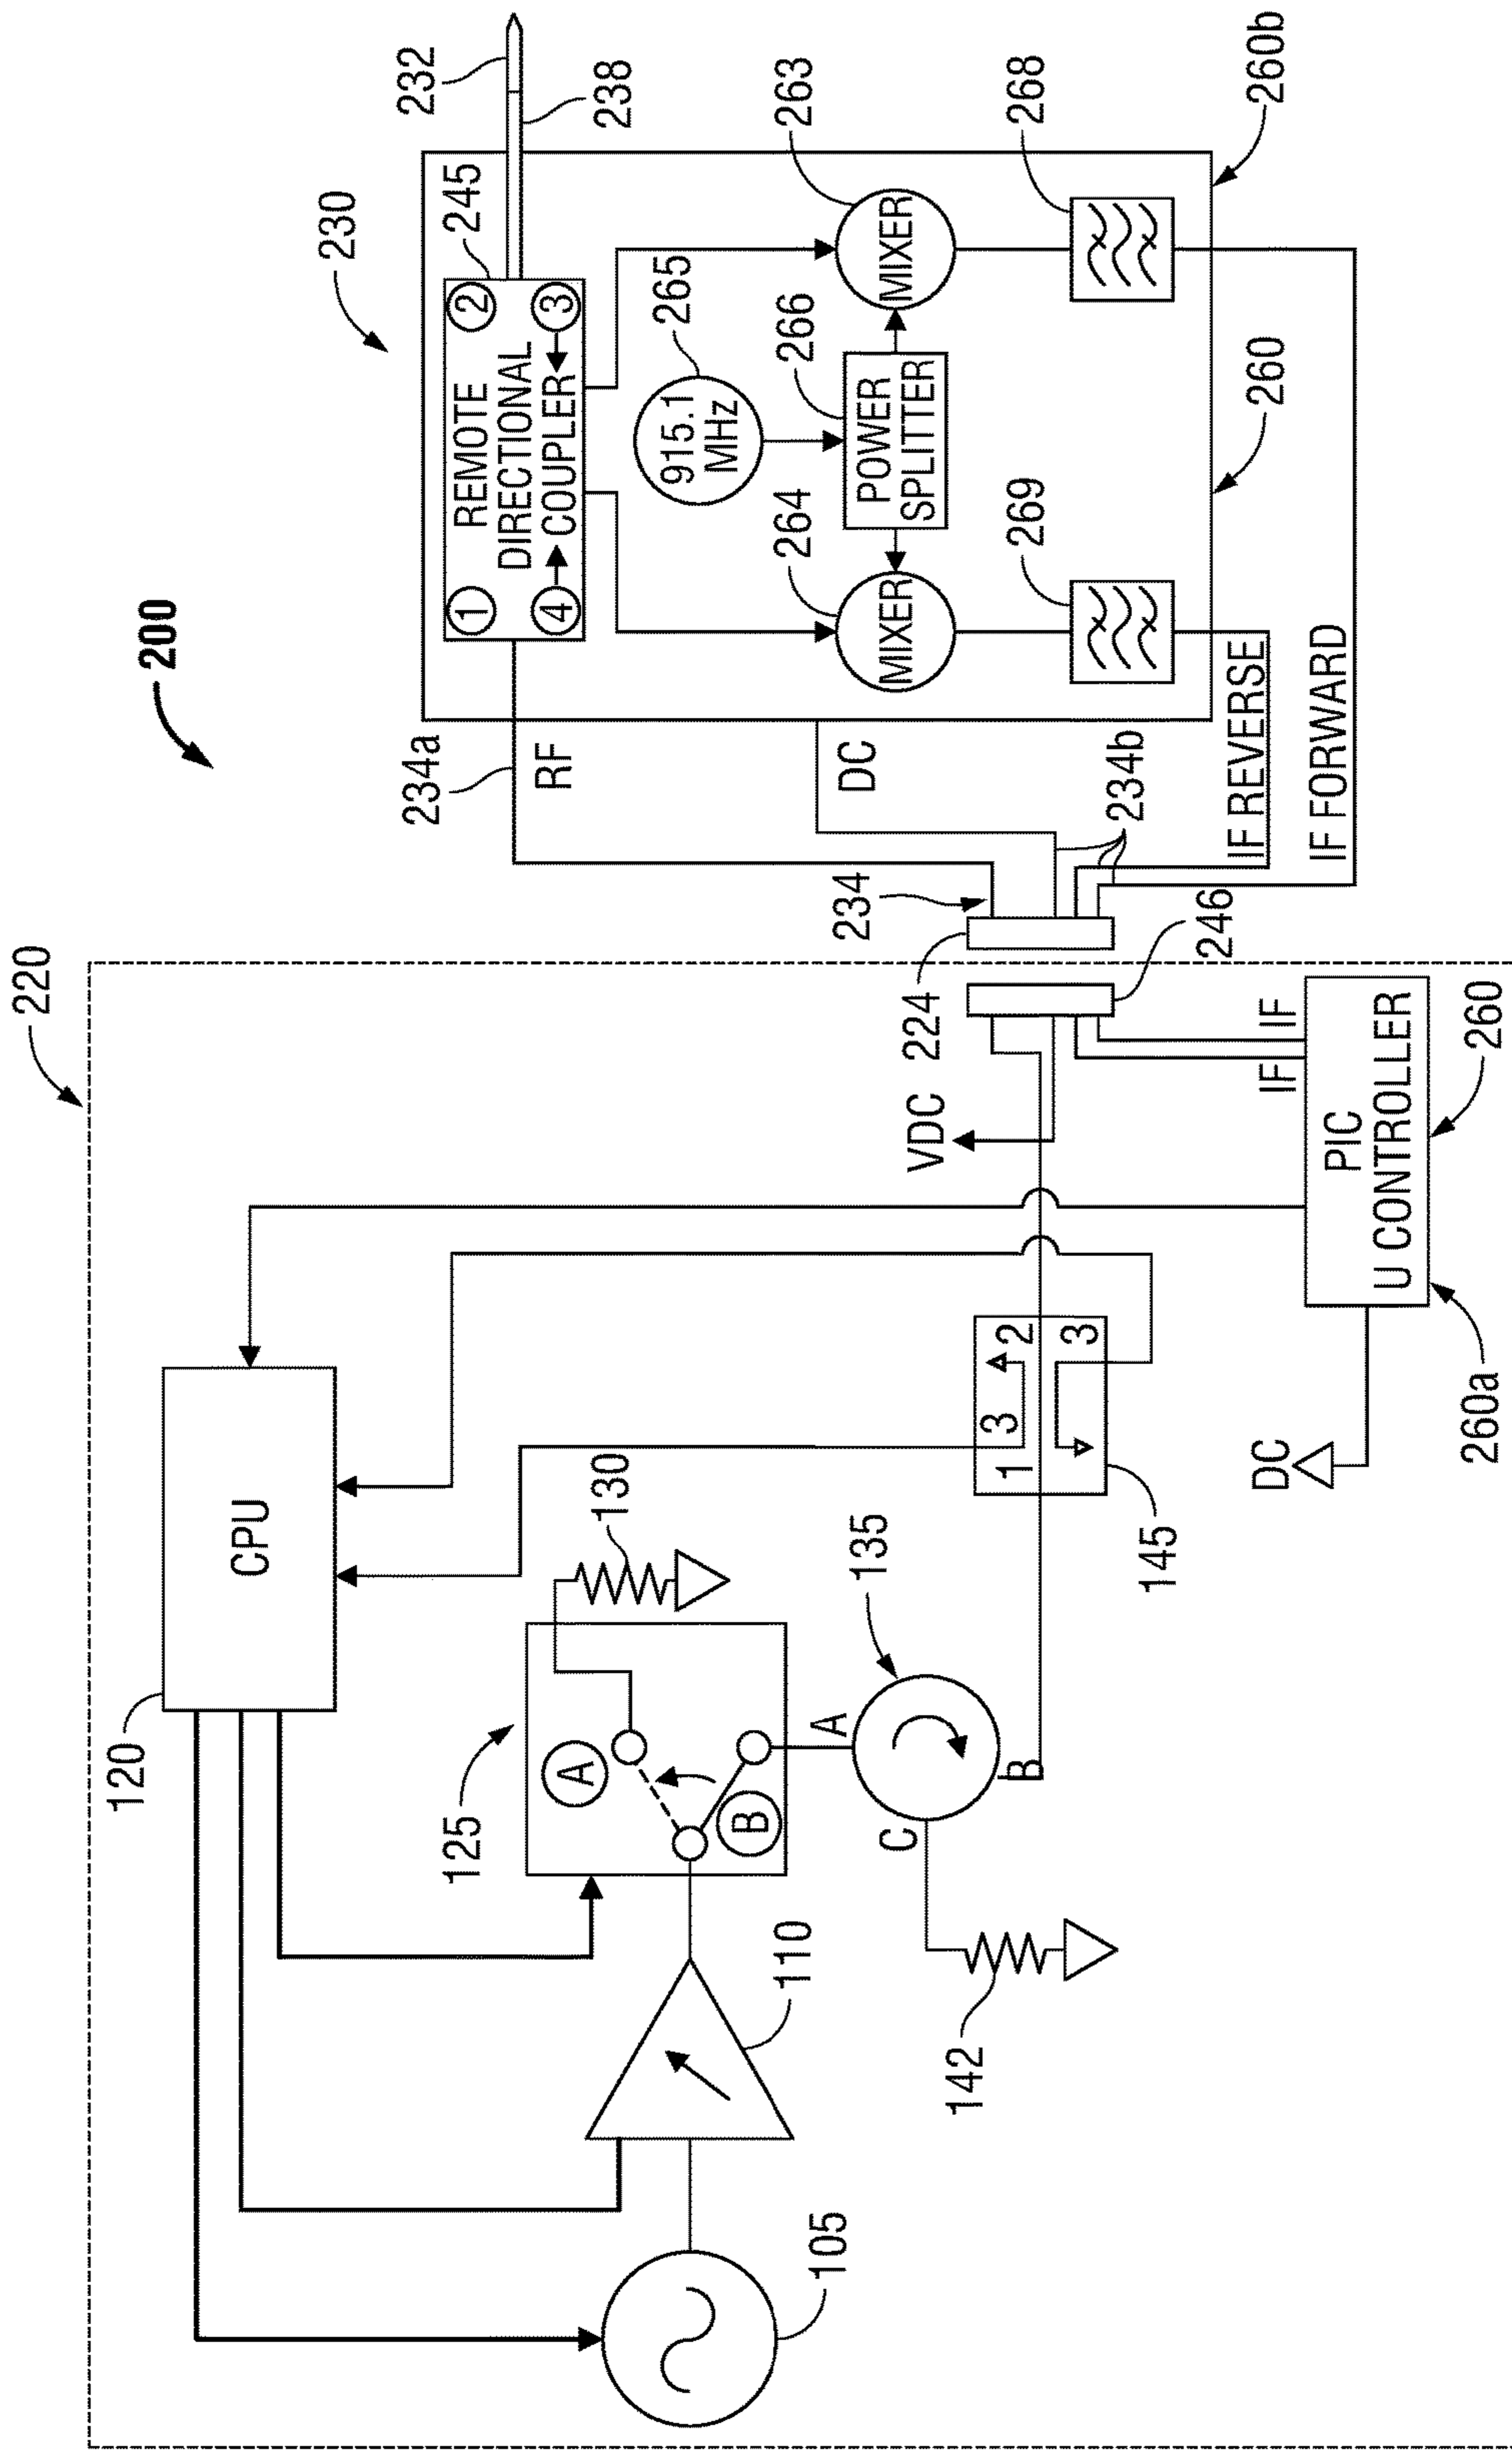 200
220
120
CPU
125
A
B
130
110
105
A
B
C
135
142
145
1
3
2
3
VDC
224
246
234
IF
IF
PIC
U CONTROLLER
260
260a
DC
230
232
238
245
REMOTE
DIRECTIONAL
COUPLER
1
2
3
4
234a
RF
DC
234b
IF REVERSE
IF FORWARD
915.1
MHz
265
266
POWER
SPLITTER
264
MIXER
263
MIXER
269
268
260
260b